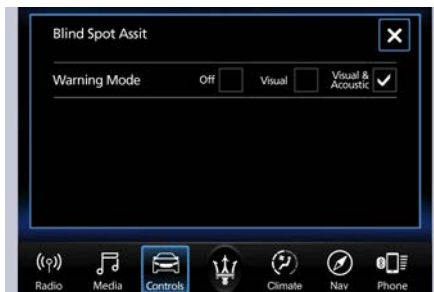 Blind Spot Assit
Warning Mode Off Visual Visual & Acoustic
Radio Media Controls Climate Nav Phone